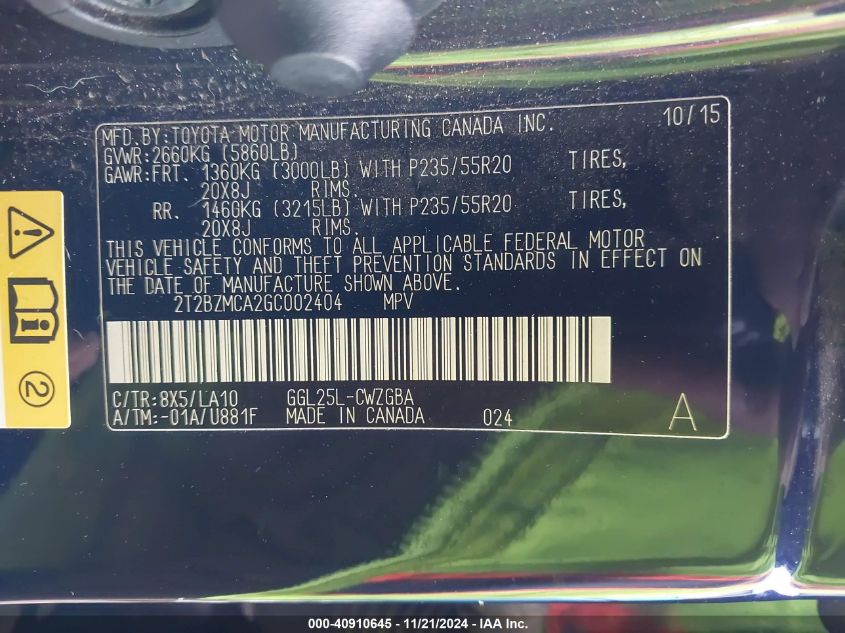 MFD.BY:TOYOTA MOTOR MANUFACTURING CANADA INC. 10/15
GVWR:2660KG (5860LB)
GAWR:FRT. 1360KG (3000LB) WITH P235/55R20 TIRES,
20X8J RIMS.
RR. 1460KG (3215LB) WITH P235/55R20 TIRES,
20X8J RIMS.
THIS VEHICLE CONFORMS TO ALL APPLICABLE FEDERAL MOTOR
VEHICLE SAFETY AND THEFT PREVENTION STANDARDS IN EFFECT ON
THE DATE OF MANUFACTURE SHOWN ABOVE.
2T2BZMCA2GC002404 MPV
C/TR:8X5/LA10 GGL25L-CWZGBA
A/TM:-01A/U881F MADE IN CANADA 024 A
2
000-40910645 - 11/21/2024 - IAA Inc.